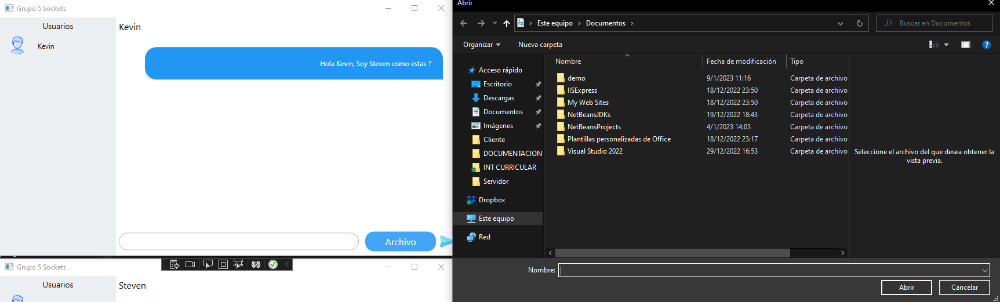 Grupo 5 Sockets
Usuarios
Kevin
Kevin
Hola Kevin, Soy Steven como estas ?
Archivo
Grupo 5 Sockets
Usuarios
Steven
Abrir
Este equipo
Documentos
Buscar en Documentos
Organizar
Nueva carpeta
Acceso rápido
Escritorio
Descargas
Documentos
Imágenes
Cliente
DOCUMENTACION
INT CURRICULAR
Servidor
Dropbox
Este equipo
Red
Nombre Fecha de modificación Tipo
demo 9/1/2023 11:16 Carpeta de archivo
IISExpress 18/12/2022 23:50 Carpeta de archivo
My Web Sites 18/12/2022 23:50 Carpeta de archivo
NetBeansJDKs 19/12/2022 18:43 Carpeta de archivo
NetBeansProjects 4/1/2023 14:03 Carpeta de archivo
Plantillas personalizadas de Office 18/12/2022 23:17 Carpeta de archivo
Visual Studio 2022 29/12/2022 16:53 Carpeta de archivo
Seleccione el archivo del que desea obtener la
vista previa.
Nombre:
Abrir
Cancelar